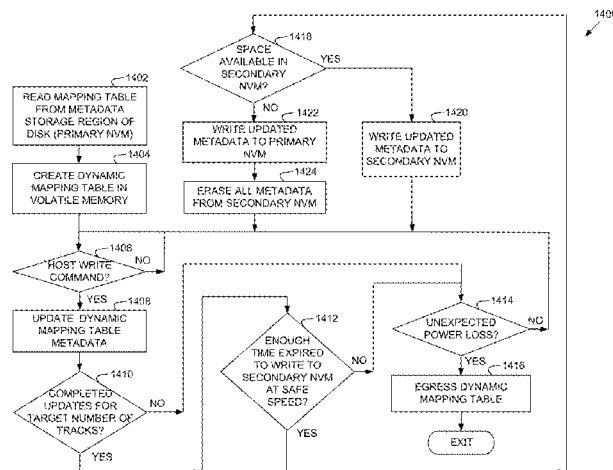 1400
1402
READ MAPPING TABLE
FROM METADATA
STORAGE REGION OF
DISK (PRIMARY NVM)
1404
CREATE DYNAMIC
MAPPING TABLE IN
VOLATILE MEMORY
1418
SPACE
AVAILABLE IN
SECONDARY
NVM?
YES
NO
1422
WRITE UPDATED
METADATA TO PRIMARY
NVM
1424
ERASE ALL METADATA
FROM SECONDARY NVM
1420
WRITE UPDATED
METADATA TO
SECONDARY NVM
1406
HOST WRITE
COMMAND?
NO
YES
1408
UPDATE DYNAMIC
MAPPING TABLE
METADATA
1410
COMPLETED
UPDATES FOR
TARGET NUMBER OF
TRACKS?
NO
YES
1412
ENOUGH
TIME EXPIRED
TO WRITE TO
SECONDARY NVM
AT SAFE
SPEED?
NO
YES
1414
UNEXPECTED
POWER LOSS?
NO
YES
1416
EGRESS DYNAMIC
MAPPING TABLE
EXIT